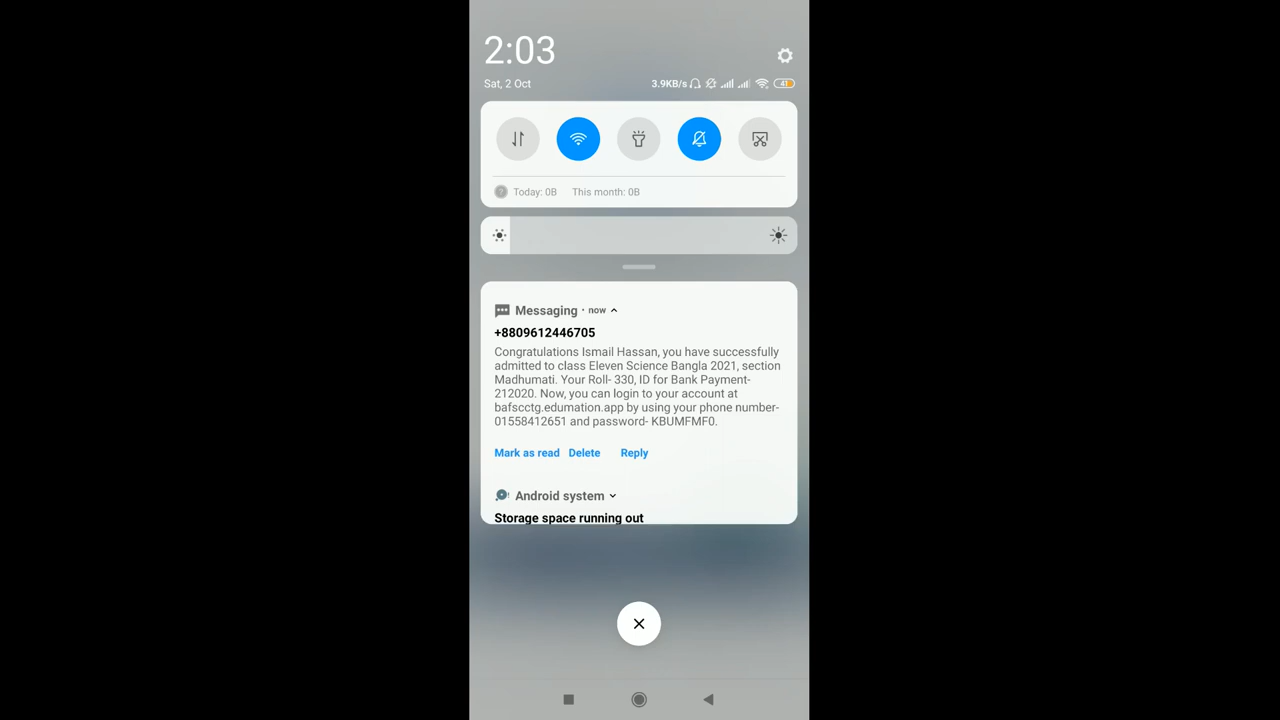 2:03
Sat, 2 Oct
3.9KB/s
41
Today: 0B This month: 0B
Messaging · now
+8809612446705
Congratulations Ismail Hassan, you have successfully
admitted to class Eleven Science Bangla 2021, section
Madhumati. Your Roll- 330, ID for Bank Payment-
212020. Now, you can login to your account at
bafscctg.edumation.app by using your phone number-
01558412651 and password- KBUMFMF0.
Mark as read Delete Reply
Android system
Storage space running out